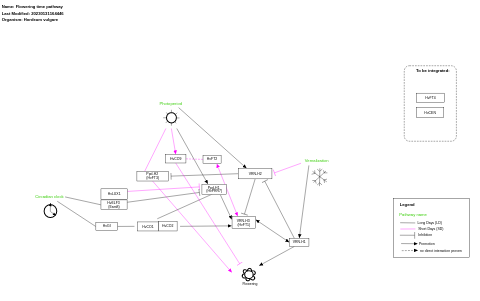 Name: Flowering time pathway
Last Modified: 20230331164446
Organism: Hordeum vulgare
To be integrated:
HvFT4
HvCEN
Photoperiod
HvCO9
HvFT2
Vernalization
Ppd-H2
(HvFT3)
VRN-H2
Ppd-H1
(HvPRR37)
Circadian clock
HvLUX1
HvELF3
(Eam8)
HvGI
HvCO1
HvCO2
VRN-H3
(HvFT1)
VRN-H1
Flowering
Legend
Pathway name
Long Days (LD)
Short Days (SD)
Inhibition
Promotion
no direct interaction proven